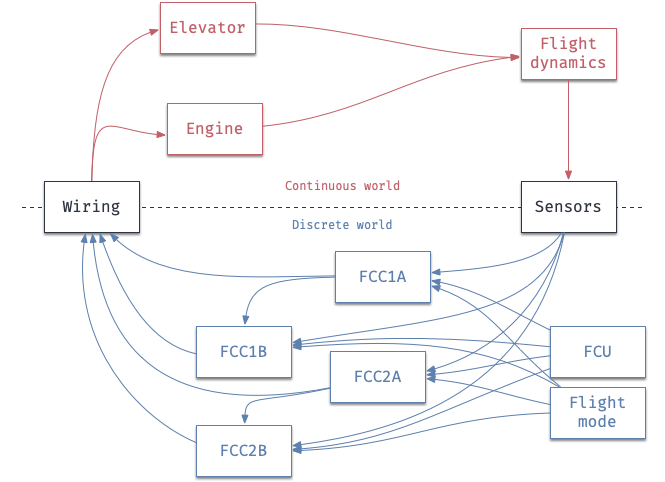 Elevator
Flight
dynamics
Engine
Continuous world
Wiring
Sensors
Discrete world
FCC1A
FCC1B
FCU
FCC2A
Flight
mode
FCC2B